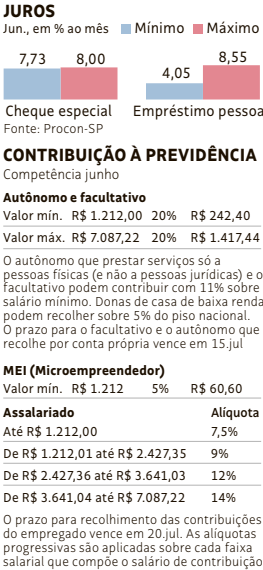 JUROS
Jun., em % ao mês Mínimo Máximo
7,73 8,00 4,05 8,55
Cheque especial Empréstimo pessoa
Fonte: Procon-SP
CONTRIBUIÇÃO À PREVIDÊNCIA
Competência junho
Autônomo e facultativo
Valor mín. R$ 1.212,00 20% R$ 242,40
Valor máx. R$ 7.087,22 20% R$ 1.417,44
O autônomo que prestar serviços só a
pessoas físicas (e não a pessoas jurídicas) e o
facultativo podem contribuir com 11% sobre
salário mínimo. Donas de casa de baixa renda
podem recolher sobre 5% do piso nacional.
O prazo para o facultativo e o autônomo que
recolhe por conta própria vence em 15.jul
MEI (Microempreendedor)
Valor mín. R$ 1.212 5% R$ 60,60
Assalariado Alíquota
Até R$ 1.212,00 7,5%
De R$ 1.212,01 até R$ 2.427,35 9%
De R$ 2.427,36 até R$ 3.641,03 12%
De R$ 3.641,04 até R$ 7.087,22 14%
O prazo para recolhimento das contribuições
do empregado vence em 20.jul. As alíquotas
progressivas são aplicadas sobre cada faixa
salarial que compõe o salário de contribuição